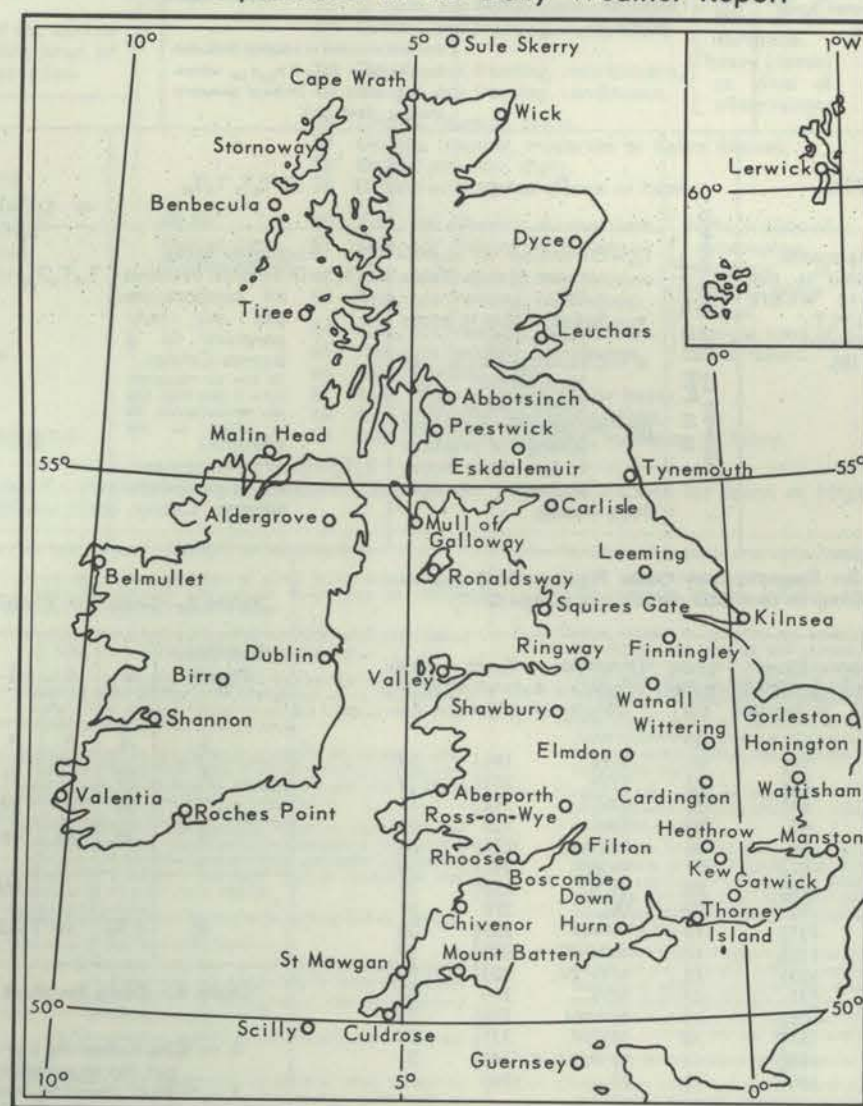 Weather Report
10°
5°
Sule Skerry
1°W
Cape Wrath
Wick
Stornoway
Lerwick
60°
Benbecula
Dyce
Tiree
Leuchars
0°
Abbotsinch
Malin Head
Prestwick
55°
Eskdalemuir
Tynemouth
55°
Aldergrove
Mull of
Galloway
Carlisle
Leeming
Belmullet
Ronaldsway
Squires Gate
Kilnsea
Dublin
Ringway
Finningley
Birr
Valley
Watnall
Shannon
Shawbury
Wittering
Gorleston
Elmdon
Honington
Valentia
Aberporth
Cardington
Wattisham
Roches Point
Ross-on-Wye
Heathrow
Manston
Rhoose
Filton
Kew
Boscombe
Down
Gatwick
Chivenor
Hurn
Thorney
Island
St Mawgan
Mount Batten
50°
50°
Scilly
Culdrose
Guernsey
10°
5°
0°